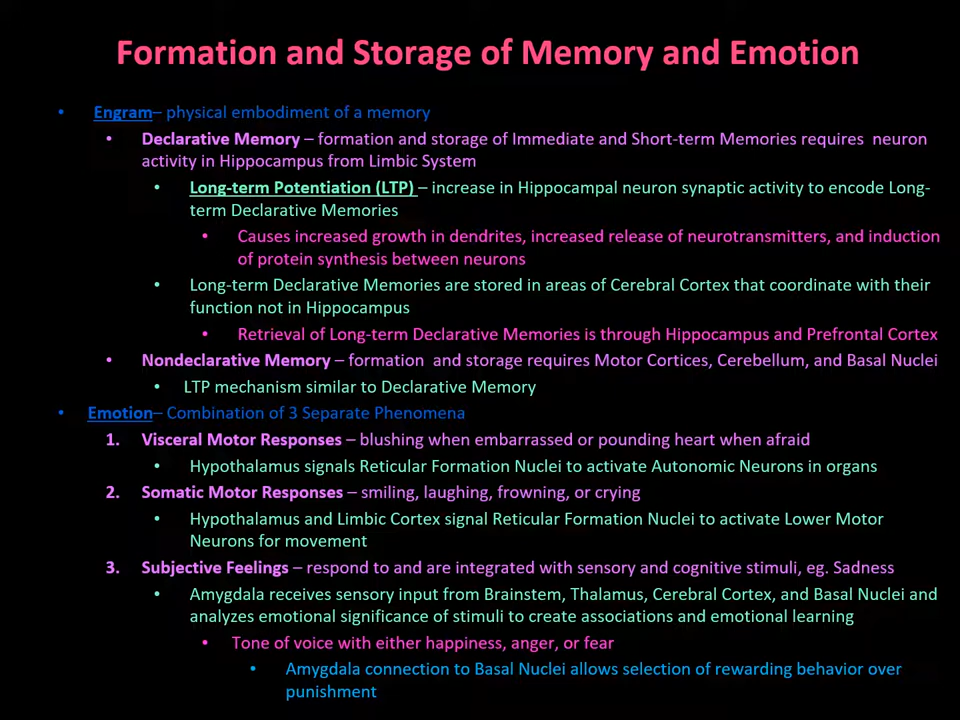 Formation and Storage of Memory and Emotion
• Engram– physical embodiment of a memory
• Declarative Memory – formation and storage of Immediate and Short-term Memories requires neuron
activity in Hippocampus from Limbic System
• Long-term Potentiation (LTP) – increase in Hippocampal neuron synaptic activity to encode Long-
term Declarative Memories
• Causes increased growth in dendrites, increased release of neurotransmitters, and induction
of protein synthesis between neurons
• Long-term Declarative Memories are stored in areas of Cerebral Cortex that coordinate with their
function not in Hippocampus
• Retrieval of Long-term Declarative Memories is through Hippocampus and Prefrontal Cortex
• Nondeclarative Memory – formation and storage requires Motor Cortices, Cerebellum, and Basal Nuclei
• LTP mechanism similar to Declarative Memory
• Emotion– Combination of 3 Separate Phenomena
1. Visceral Motor Responses – blushing when embarrassed or pounding heart when afraid
• Hypothalamus signals Reticular Formation Nuclei to activate Autonomic Neurons in organs
2. Somatic Motor Responses – smiling, laughing, frowning, or crying
• Hypothalamus and Limbic Cortex signal Reticular Formation Nuclei to activate Lower Motor
Neurons for movement
3. Subjective Feelings – respond to and are integrated with sensory and cognitive stimuli, eg. Sadness
• Amygdala receives sensory input from Brainstem, Thalamus, Cerebral Cortex, and Basal Nuclei and
analyzes emotional significance of stimuli to create associations and emotional learning
• Tone of voice with either happiness, anger, or fear
• Amygdala connection to Basal Nuclei allows selection of rewarding behavior over
punishment